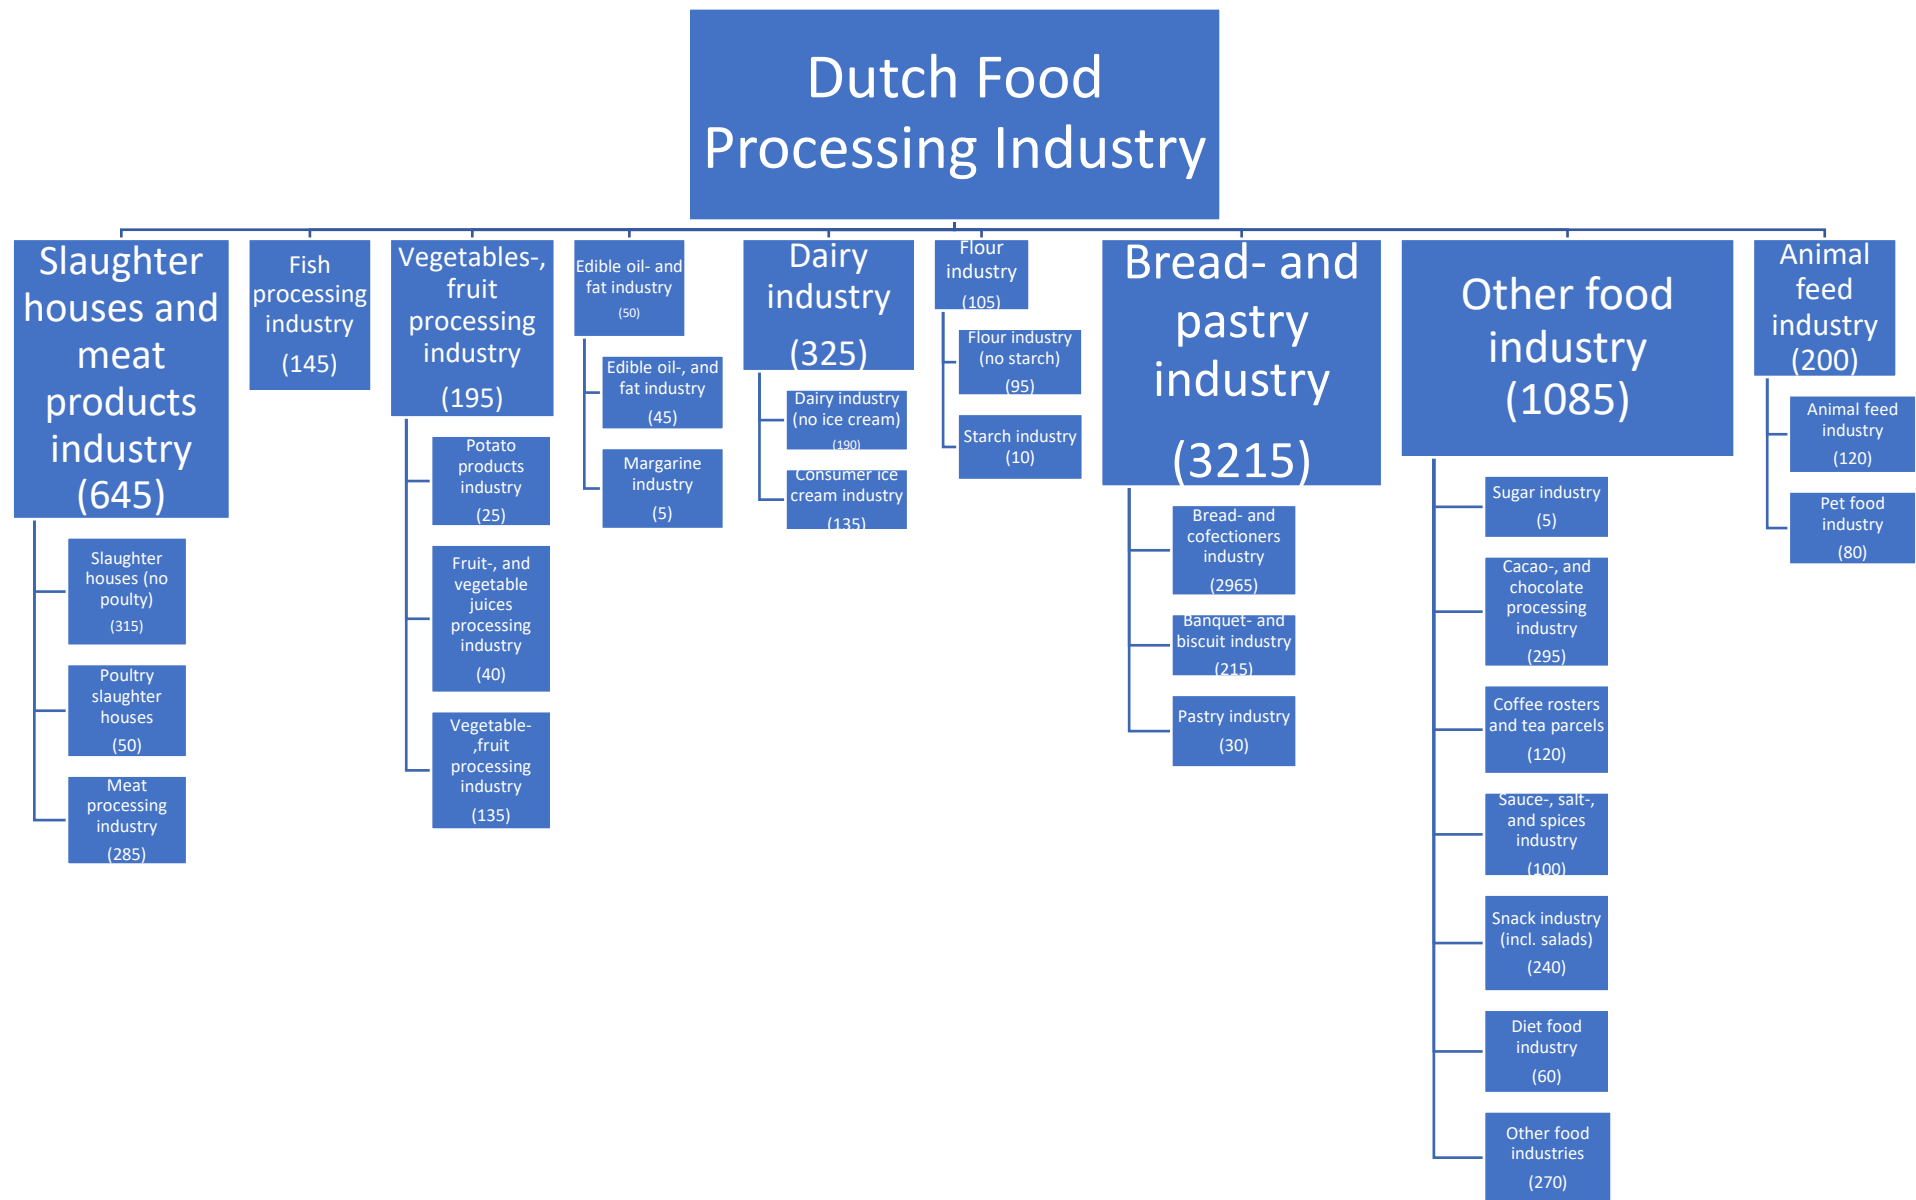 Dutch Food
Processing Industry
Slaughter
houses and
meat
products
industry
(645)
Slaughter
houses (no
poulty)
(315)
Poultry
slaughter
houses
(50)
Meat
processing
industry
(285)
Fish
processing
industry
(145)
Vegetables-,
fruit
processing
industry
(195)
Potato
products
industry
(25)
Fruit-, and
vegetable
juices
processing
industry
(40)
Vegetable-
,fruit
processing
industry
(135)
Edible oil- and
fat industry
(50)
Edible oil-, and
fat industry
(45)
Margarine
industry
(5)
Dairy
industry
(325)
Dairy industry
(no ice cream)
(190)
Consumer ice
cream industry
(135)
Flour
industry
(105)
Flour industry
(no starch)
(95)
Starch industry
(10)
Bread- and
pastry
industry
(3215)
Bread- and
cofectioners
industry
(2965)
Banquet- and
biscuit industry
(215)
Pastry industry
(30)
Other food
industry
(1085)
Sugar industry
(5)
Cacao-, and
chocolate
processing
industry
(295)
Coffee rosters
and tea parcels
(120)
Sauce-, salt-,
and spices
industry
(100)
Snack industry
(incl. salads)
(240)
Diet food
industry
(60)
Other food
industries
(270)
Animal
feed
industry
(200)
Animal feed
industry
(120)
Pet food
industry
(80)